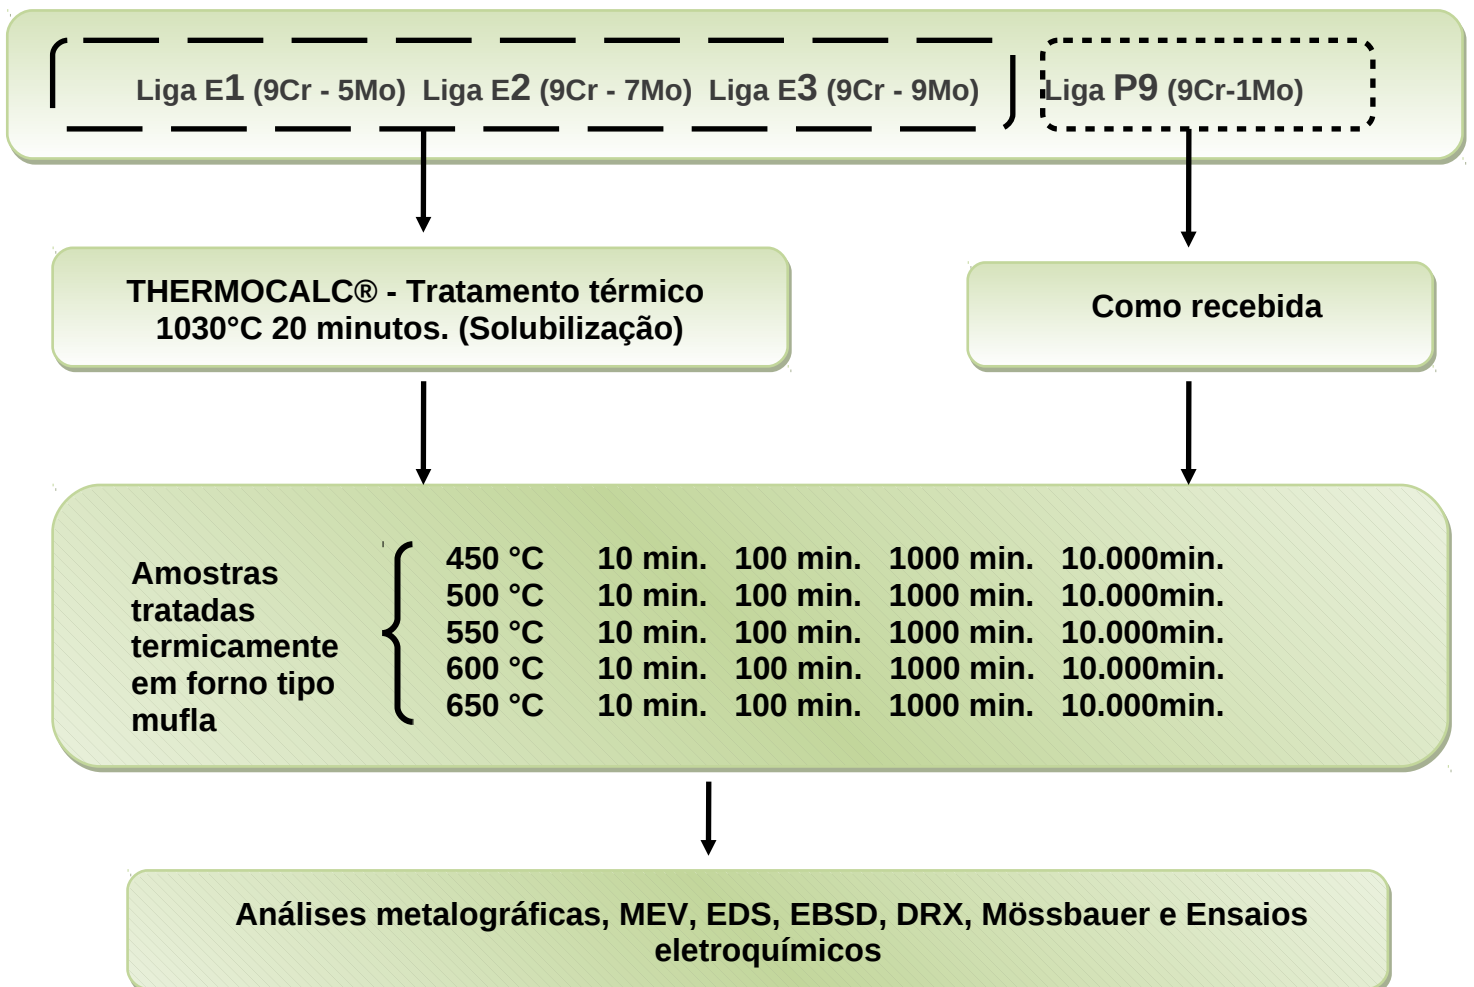 Liga E1 (9Cr - 5Mo) Liga E2 (9Cr - 7Mo) Liga E3 (9Cr - 9Mo) Liga P9 (9Cr-1Mo)
THERMOCALC® - Tratamento térmico
1030°C 20 minutos. (Solubilização)
Como recebida
Amostras
tratadas
termicamente
em forno tipo
mufla
450 °C 10 min. 100 min. 1000 min. 10.000min.
500 °C 10 min. 100 min. 1000 min. 10.000min.
550 °C 10 min. 100 min. 1000 min. 10.000min.
600 °C 10 min. 100 min. 1000 min. 10.000min.
650 °C 10 min. 100 min. 1000 min. 10.000min.
Análises metalográficas, MEV, EDS, EBSD, DRX, Mössbauer e Ensaios
eletroquímicos